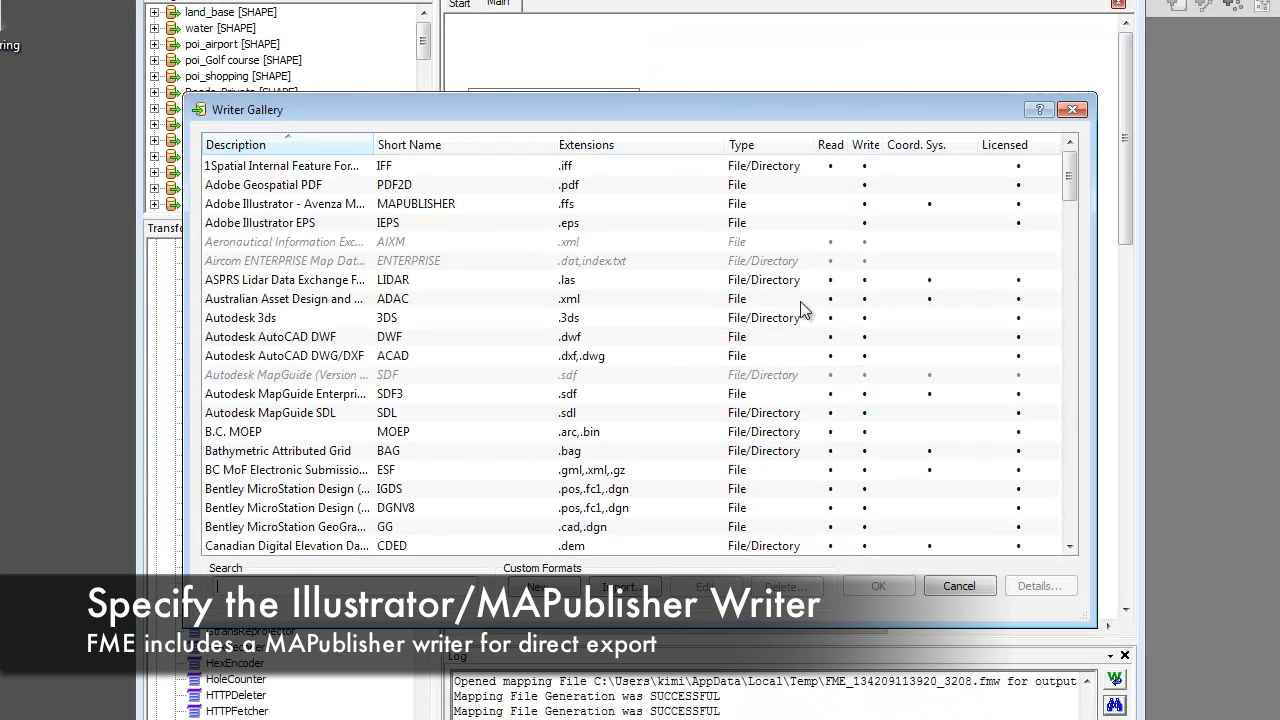 land_base [SHAPE]
water [SHAPE]
poi_airport [SHAPE]
poi_Golf course [SHAPE]
poi_shopping [SHAPE]
Start Main
ring
Writer Gallery
Description Short Name Extensions Type Read Write Coord. Sys. Licensed
1Spatial Internal Feature For... IFF .iff File/Directory • •
Adobe Geospatial PDF PDF2D .pdf File • •
Adobe Illustrator - Avenza M... MAPUBLISHER .ffs File • • •
Adobe Illustrator EPS IEPS .eps File • •
Aeronautical Information Exc... AIXM .xml File • •
Aircom ENTERPRISE Map Dat... ENTERPRISE .dat,index.txt File/Directory • •
ASPRS Lidar Data Exchange F... LIDAR .las File/Directory • • • •
Australian Asset Design and ... ADAC .xml File • • • •
Autodesk 3ds 3DS .3ds File/Directory • • •
Autodesk AutoCAD DWF DWF .dwf File • • •
Autodesk AutoCAD DWG/DXF ACAD .dxf,.dwg File • • •
Autodesk MapGuide (Version ... SDF .sdf File/Directory • • • •
Autodesk MapGuide Enterpri... SDF3 .sdf File • • • •
Autodesk MapGuide SDL SDL .sdl File/Directory • • •
B.C. MOEP MOEP .arc,.bin File/Directory • • •
Bathymetric Attributed Grid BAG .bag File/Directory • • • •
BC MoF Electronic Submissio... ESF .gml,.xml,.gz File • • • •
Bentley MicroStation Design (... IGDS .pos,.fc1,.dgn File • • •
Bentley MicroStation Design (... DGNV8 .pos,.fc1,.dgn File • • •
Bentley MicroStation GeoGra... GG .cad,.dgn File • • •
Canadian Digital Elevation Da... CDED .dem File/Directory • • • •
Transfo
Search Custom Formats
New... Import... Edit... Delete... OK Cancel Details...
Specify the Illustrator/MAPublisher Writer
FME includes a MAPublisher writer for direct export
HexEncoder
HoleCounter
HTTPDeleter
HTTPFetcher
Log
Opened mapping File C:\Users\kimi\AppData\Local\Temp\FME_134209113920_3208.fmw for output
Mapping File Generation was SUCCESSFUL
Mapping File Generation was SUCCESSFUL